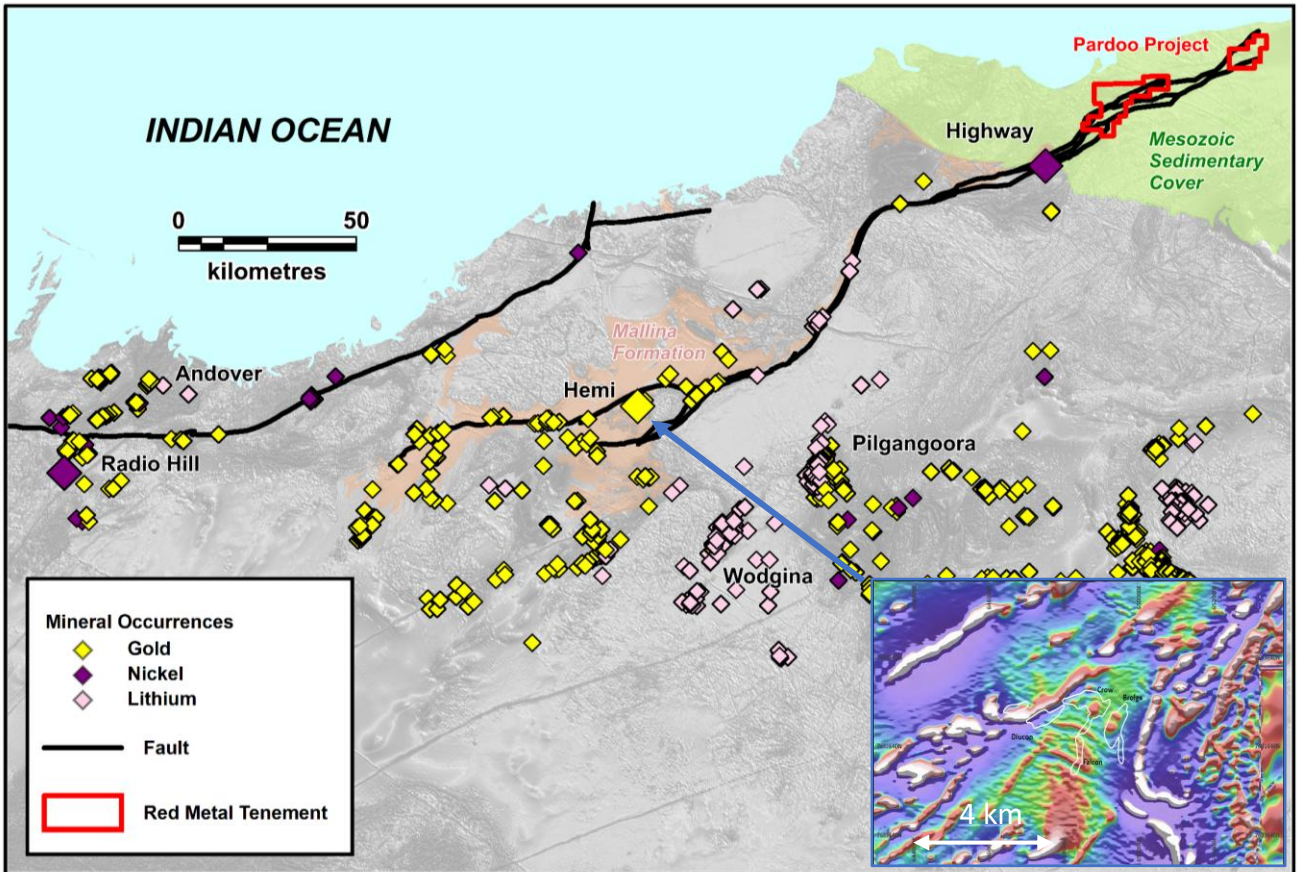 Pardoo Project
INDIAN OCEAN
Highway
Mesozoic
Sedimentary
Cover
0 50
kilometres
Mallina
Formation
Andover
Hemi
Radio Hill
Pilgangoora
Wodgina
Mineral Occurrences
Gold
Nickel
Lithium
Fault
Red Metal Tenement
Crow
Brolga
Diucon
Falcon
4 km